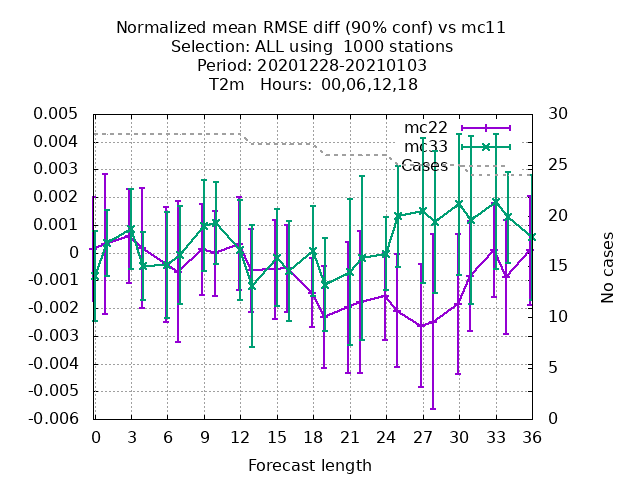 Normalized mean RMSE diff (90% conf) vs mc11
Selection: ALL using  1000 stations
Period: 20201228-20210103
T2m   Hours:  00,06,12,18
mc22
mc33
Cases
0.005
0.004
0.003
0.002
0.001
0
-0.001
-0.002
-0.003
-0.004
-0.005
-0.006
30
25
20
15
10
5
0
No cases
0 3 6 9 12 15 18 21 24 27 30 33 36
Forecast length